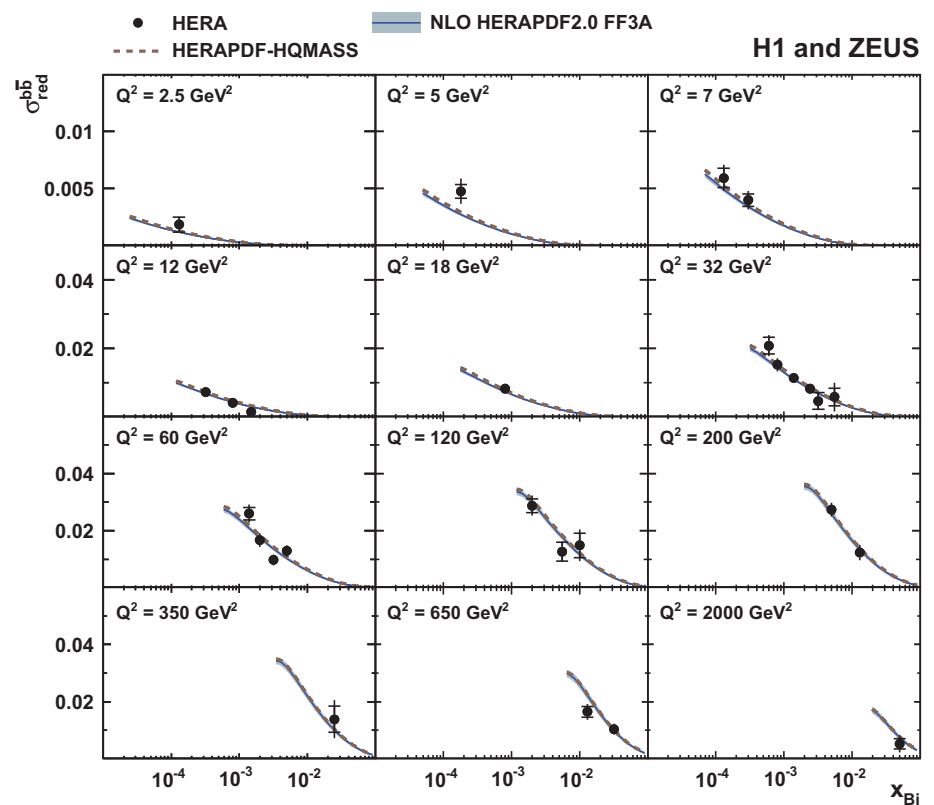 HERA
NLO HERAPDF2.0 FF3A
HERAPDF-HQMASS
H1 and ZEUS
σ_red^bb̄
Q² = 2.5 GeV²
Q² = 5 GeV²
Q² = 7 GeV²
0.01
0.005
Q² = 12 GeV²
Q² = 18 GeV²
Q² = 32 GeV²
0.04
0.02
Q² = 60 GeV²
Q² = 120 GeV²
Q² = 200 GeV²
0.04
0.02
Q² = 350 GeV²
Q² = 650 GeV²
Q² = 2000 GeV²
0.04
0.02
10⁻⁴ 10⁻³ 10⁻² 10⁻⁴ 10⁻³ 10⁻² 10⁻⁴ 10⁻³ 10⁻²
x_Bj